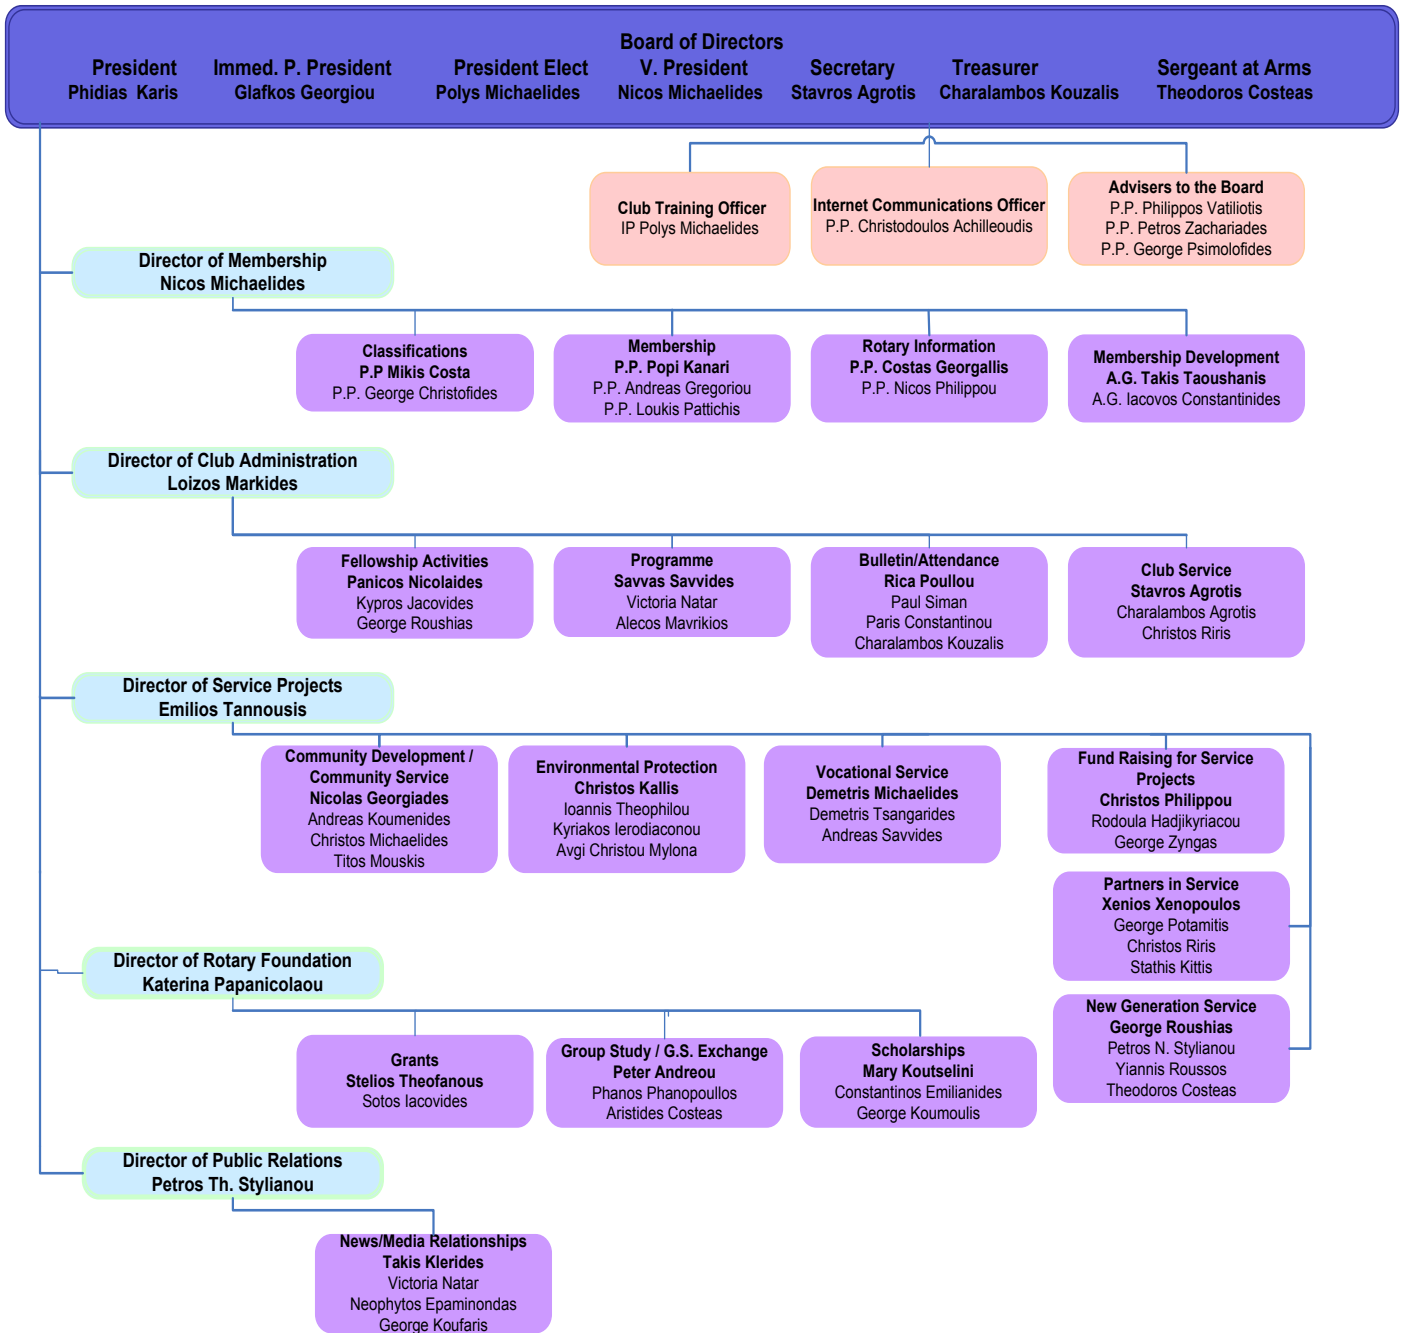 Board of Directors
President Immed. P. President President Elect V. President Secretary Treasurer Sergeant at Arms
Phidias Karis Glafkos Georgiou Polys Michaelides Nicos Michaelides Stavros Agrotis Charalambos Kouzalis Theodoros Costeas
Club Training Officer
IP Polys Michaelides
Internet Communications Officer
P.P. Christodoulos Achilleoudis
Advisers to the Board
P.P. Philippos Vatiliotis
P.P. Petros Zachariades
P.P. George Psimolofides
Director of Membership
Nicos Michaelides
Classifications
P.P Mikis Costa
P.P. George Christofides
Membership
P.P. Popi Kanari
P.P. Andreas Gregoriou
P.P. Loukis Pattichis
Rotary Information
P.P. Costas Georgallis
P.P. Nicos Philippou
Membership Development
A.G. Takis Taoushanis
A.G. Iacovos Constantinides
Director of Club Administration
Loizos Markides
Fellowship Activities
Panicos Nicolaides
Kypros Jacovides
George Roushias
Programme
Savvas Savvides
Victoria Natar
Alecos Mavrikios
Bulletin/Attendance
Rica Poullou
Paul Siman
Paris Constantinou
Charalambos Kouzalis
Club Service
Stavros Agrotis
Charalambos Agrotis
Christos Riris
Director of Service Projects
Emilios Tannousis
Community Development /
Community Service
Nicolas Georgiades
Andreas Koumenides
Christos Michaelides
Titos Mouskis
Environmental Protection
Christos Kallis
Ioannis Theophilou
Kyriakos Ierodiaconou
Avgi Christou Mylona
Vocational Service
Demetris Michaelides
Demetris Tsangarides
Andreas Savvides
Fund Raising for Service
Projects
Christos Philippou
Rodoula Hadjikyriacou
George Zyngas
Partners in Service
Xenios Xenopoulos
George Potamitis
Christos Riris
Stathis Kittis
New Generation Service
George Roushias
Petros N. Stylianou
Yiannis Roussos
Theodoros Costeas
Director of Rotary Foundation
Katerina Papanicolaou
Grants
Stelios Theofanous
Sotos Iacovides
Group Study / G.S. Exchange
Peter Andreou
Phanos Phanopoullos
Aristides Costeas
Scholarships
Mary Koutselini
Constantinos Emilianides
George Koumoulis
Director of Public Relations
Petros Th. Stylianou
News/Media Relationships
Takis Klerides
Victoria Natar
Neophytos Epaminondas
George Koufaris